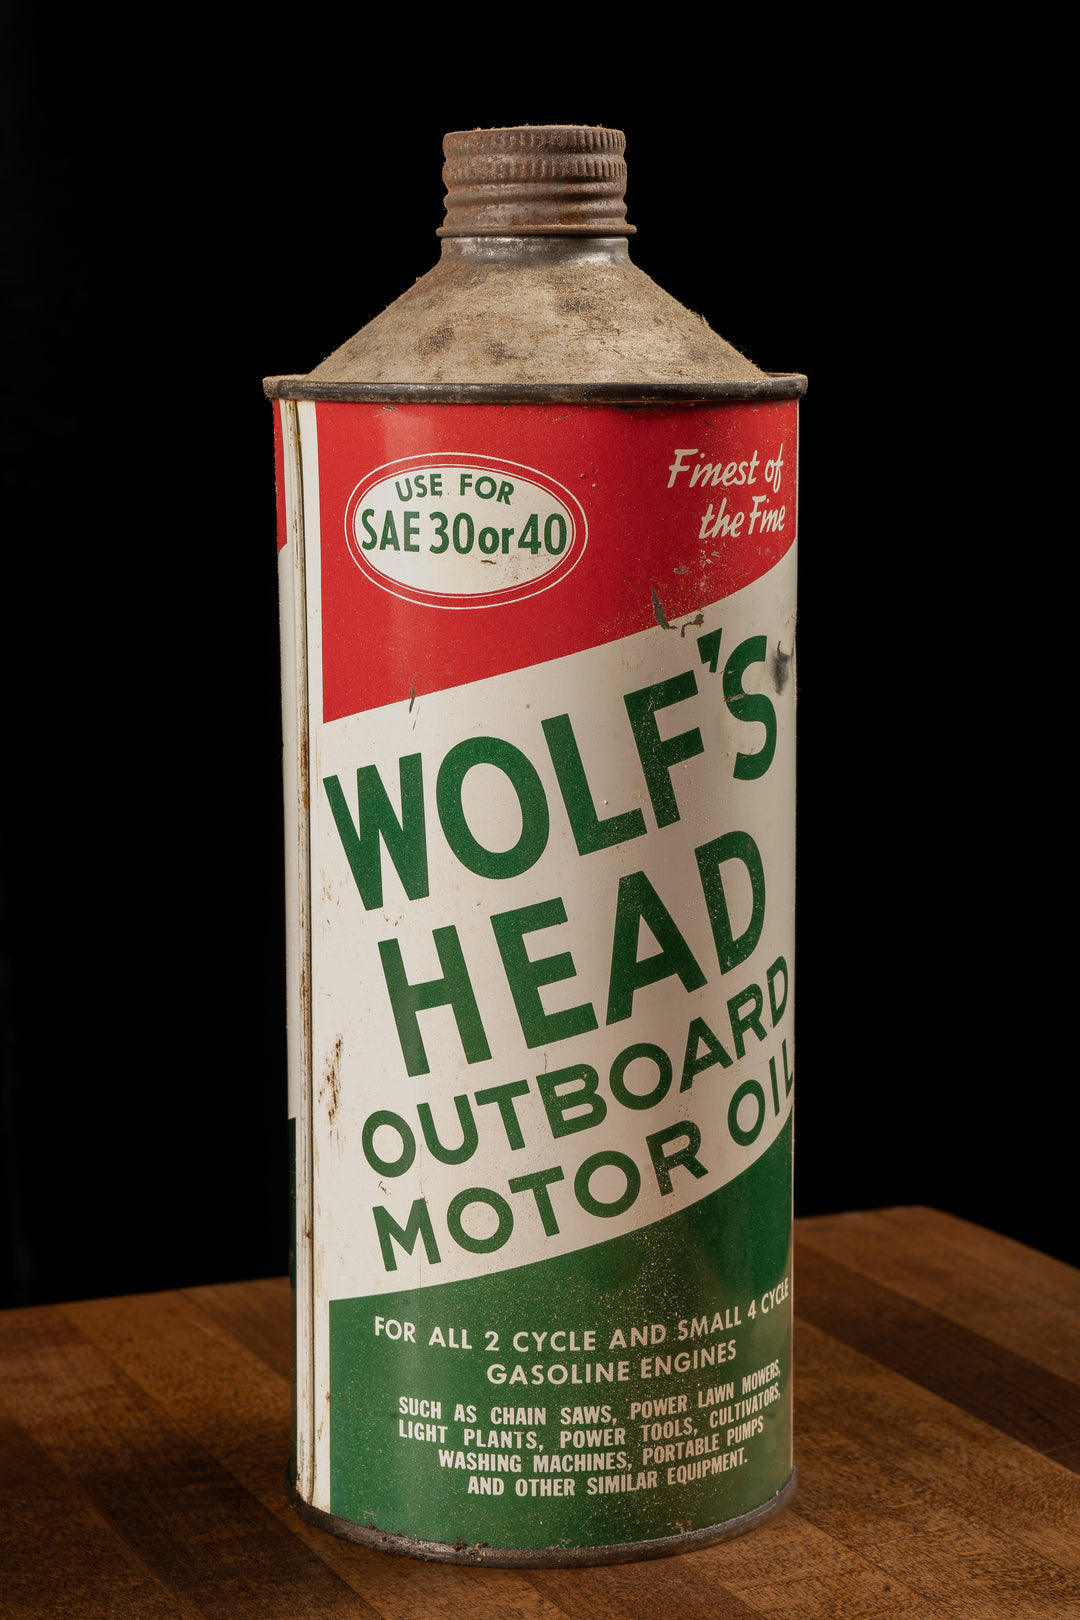 USE FOR
SAE 30 or 40
Finest of
the Fine
WOLF'S
HEAD
OUTBOARD
MOTOR OIL
FOR ALL 2 CYCLE AND SMALL 4 CYCLE
GASOLINE ENGINES
SUCH AS CHAIN SAWS, POWER LAWN MOWERS,
LIGHT PLANTS, POWER TOOLS, CULTIVATORS,
WASHING MACHINES, PORTABLE PUMPS
AND OTHER SIMILAR EQUIPMENT.